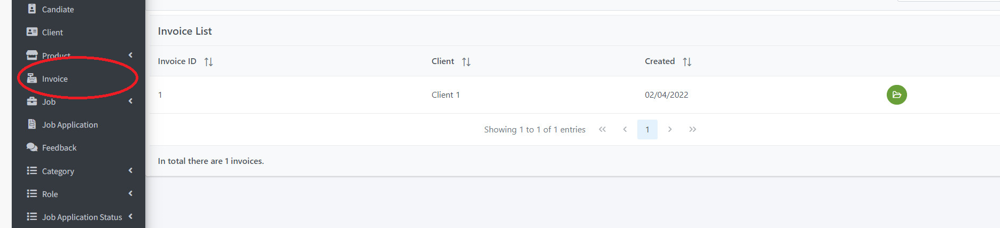 Candiate
Client
Product
Invoice
Job
Job Application
Feedback
Category
Role
Job Application Status
Invoice List
Invoice ID Client Created
1 Client 1 02/04/2022
Showing 1 to 1 of 1 entries 1
In total there are 1 invoices.